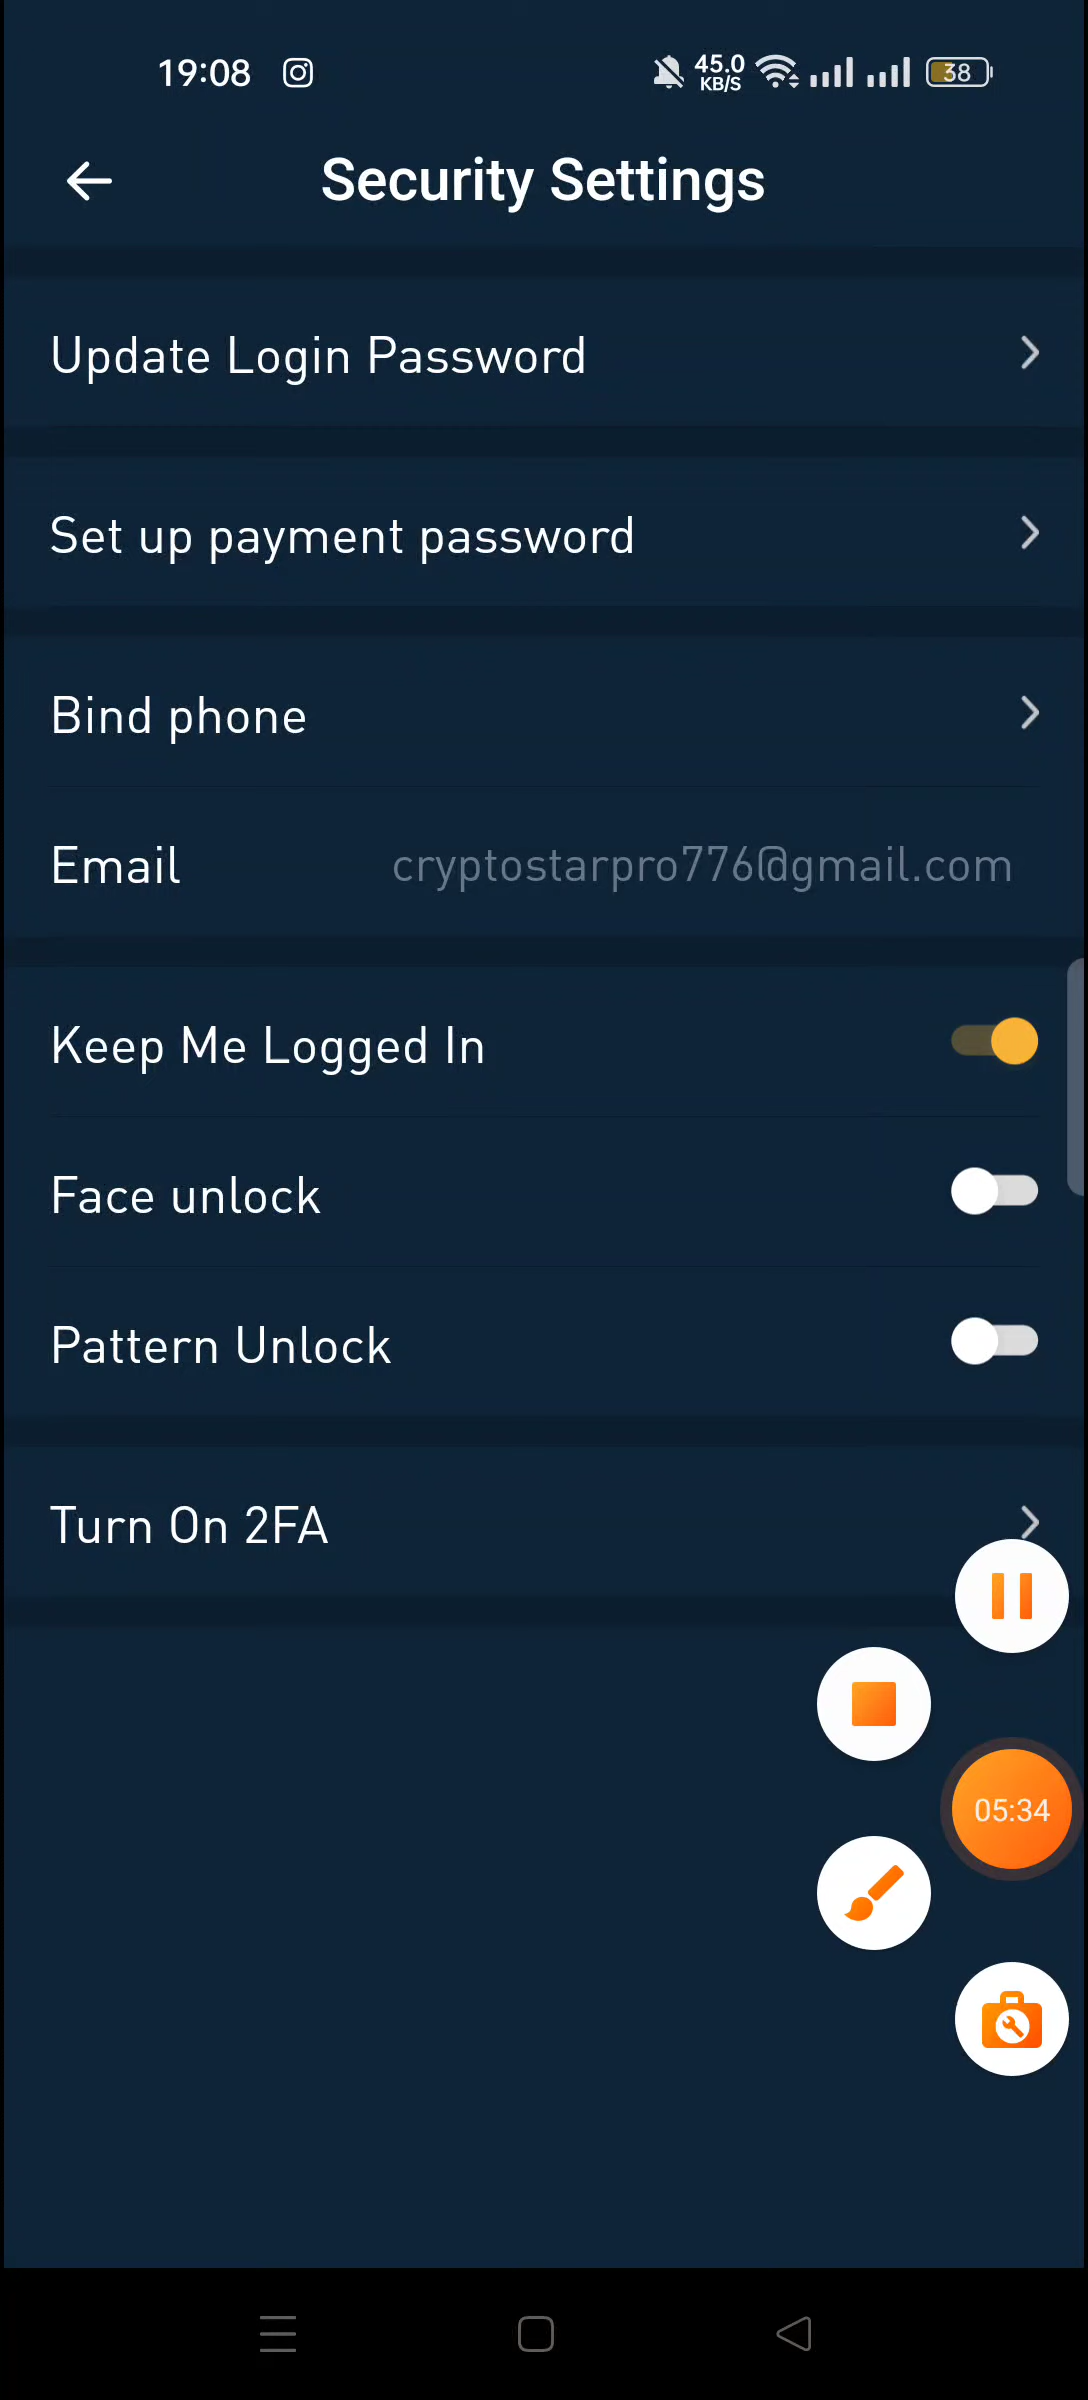 19:08
45.0
KB/S
38
Security Settings
Update Login Password
Set up payment password
Bind phone
Email cryptostarpro776@gmail.com
Keep Me Logged In
Face unlock
Pattern Unlock
Turn On 2FA
05:34